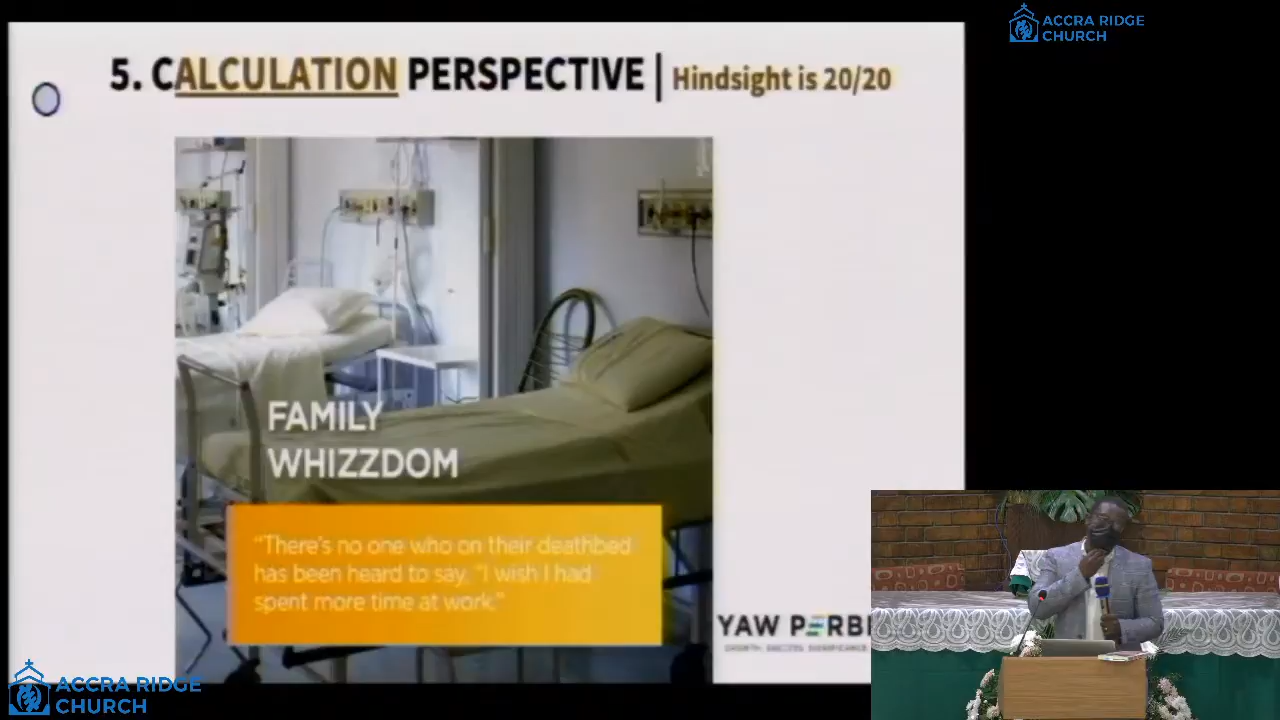 ACCRA RIDGE
CHURCH
5. CALCULATION PERSPECTIVE | Hindsight is 20/20
FAMILY
WHIZZDOM
“There's no one who on their deathbed
has been heard to say, “I wish I had
spent more time at work.”
YAW PERB
ACCRA RIDGE
CHURCH